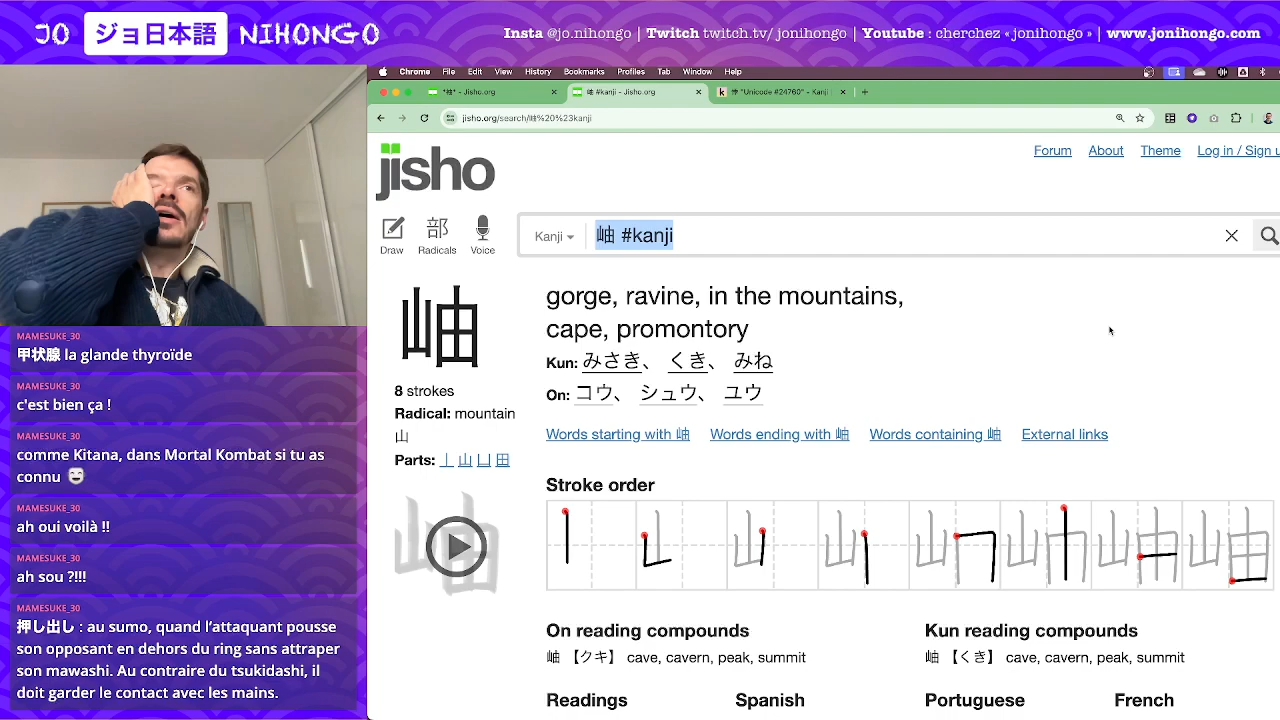 JO ジョ日本語 NIHONGO
Insta @jo.nihongo | Twitch twitch.tv/ jonihongo | Youtube : cherchez « jonihongo » | www.jonihongo.com
Chrome File Edit View History Bookmarks Profiles Tab Window Help
*岫* - Jisho.org
岫 #kanji - Jisho.org
"Unicode #24760" - Kanji
jisho.org/search/岫%20%23kanji
jisho
Forum About Theme Log in / Sign u
Draw
部 Radicals
Voice
Kanji
岫 #kanji
岫
8 strokes
Radical: mountain
山
Parts: 丨 山 凵 田
gorge, ravine, in the mountains,
cape, promontory
Kun: みさき、 くき、 みね
On: コウ、 シュウ、 ユウ
Words starting with 岫 Words ending with 岫 Words containing 岫 External links
Stroke order
On reading compounds
岫 【クキ】 cave, cavern, peak, summit
Kun reading compounds
岫 【くき】 cave, cavern, peak, summit
Readings Spanish Portuguese French
MAMESUKE_30
甲状腺 la glande thyroïde
MAMESUKE_30
c'est bien ça !
MAMESUKE_30
comme Kitana, dans Mortal Kombat si tu as
connu
MAMESUKE_30
ah oui voilà !!
MAMESUKE_30
ah sou ?!!!
MAMESUKE_30
押し出し : au sumo, quand l'attaquant pousse
son opposant en dehors du ring sans attraper
son mawashi. Au contraire du tsukidashi, il
doit garder le contact avec les mains.